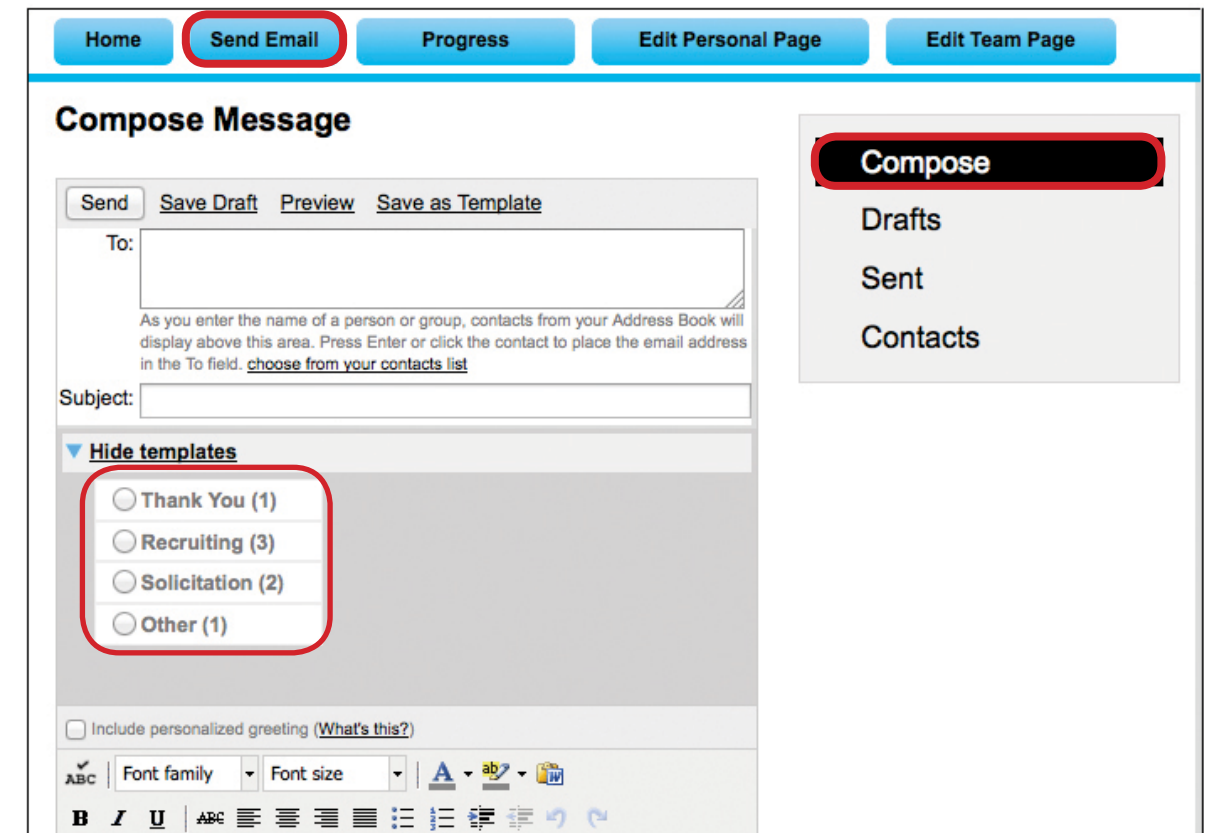 Home Send Email Progress Edit Personal Page Edit Team Page
Compose Message
Send Save Draft Preview Save as Template
To:
As you enter the name of a person or group, contacts from your Address Book will
display above this area. Press Enter or click the contact to place the email address
in the To field. choose from your contacts list
Subject:
Hide templates
Thank You (1)
Recruiting (3)
Solicitation (2)
Other (1)
Include personalized greeting (What's this?)
ABC Font family Font size A ab
B I U ABC
Compose
Drafts
Sent
Contacts